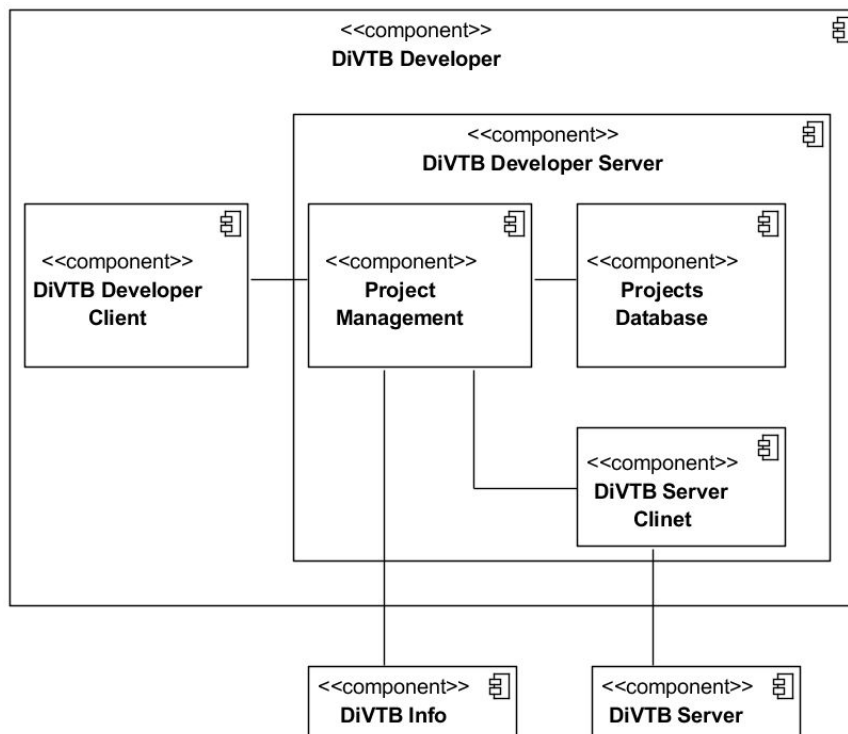 <<component>>
DiVTB Developer
<<component>>
DiVTB Developer Server
<<component>>
DiVTB Developer
Client
<<component>>
Project
Management
<<component>>
Projects
Database
<<component>>
DiVTB Server
Clinet
<<component>>
DiVTB Info
<<component>>
DiVTB Server